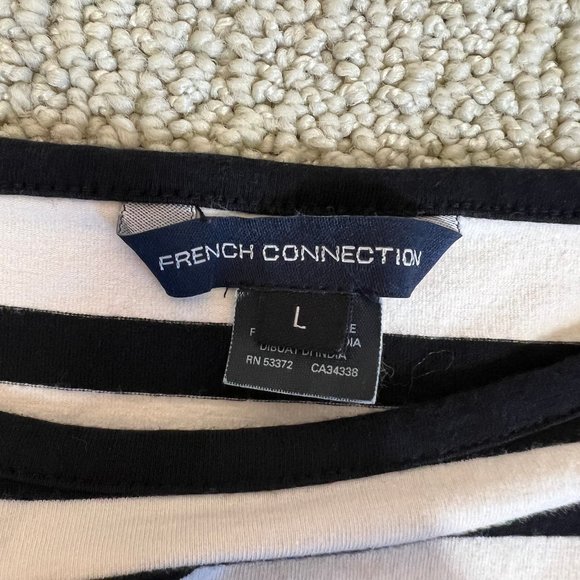 FRENCH CONNECTION
L
DIBUAT DI INDIA
RN 53372 CA34338